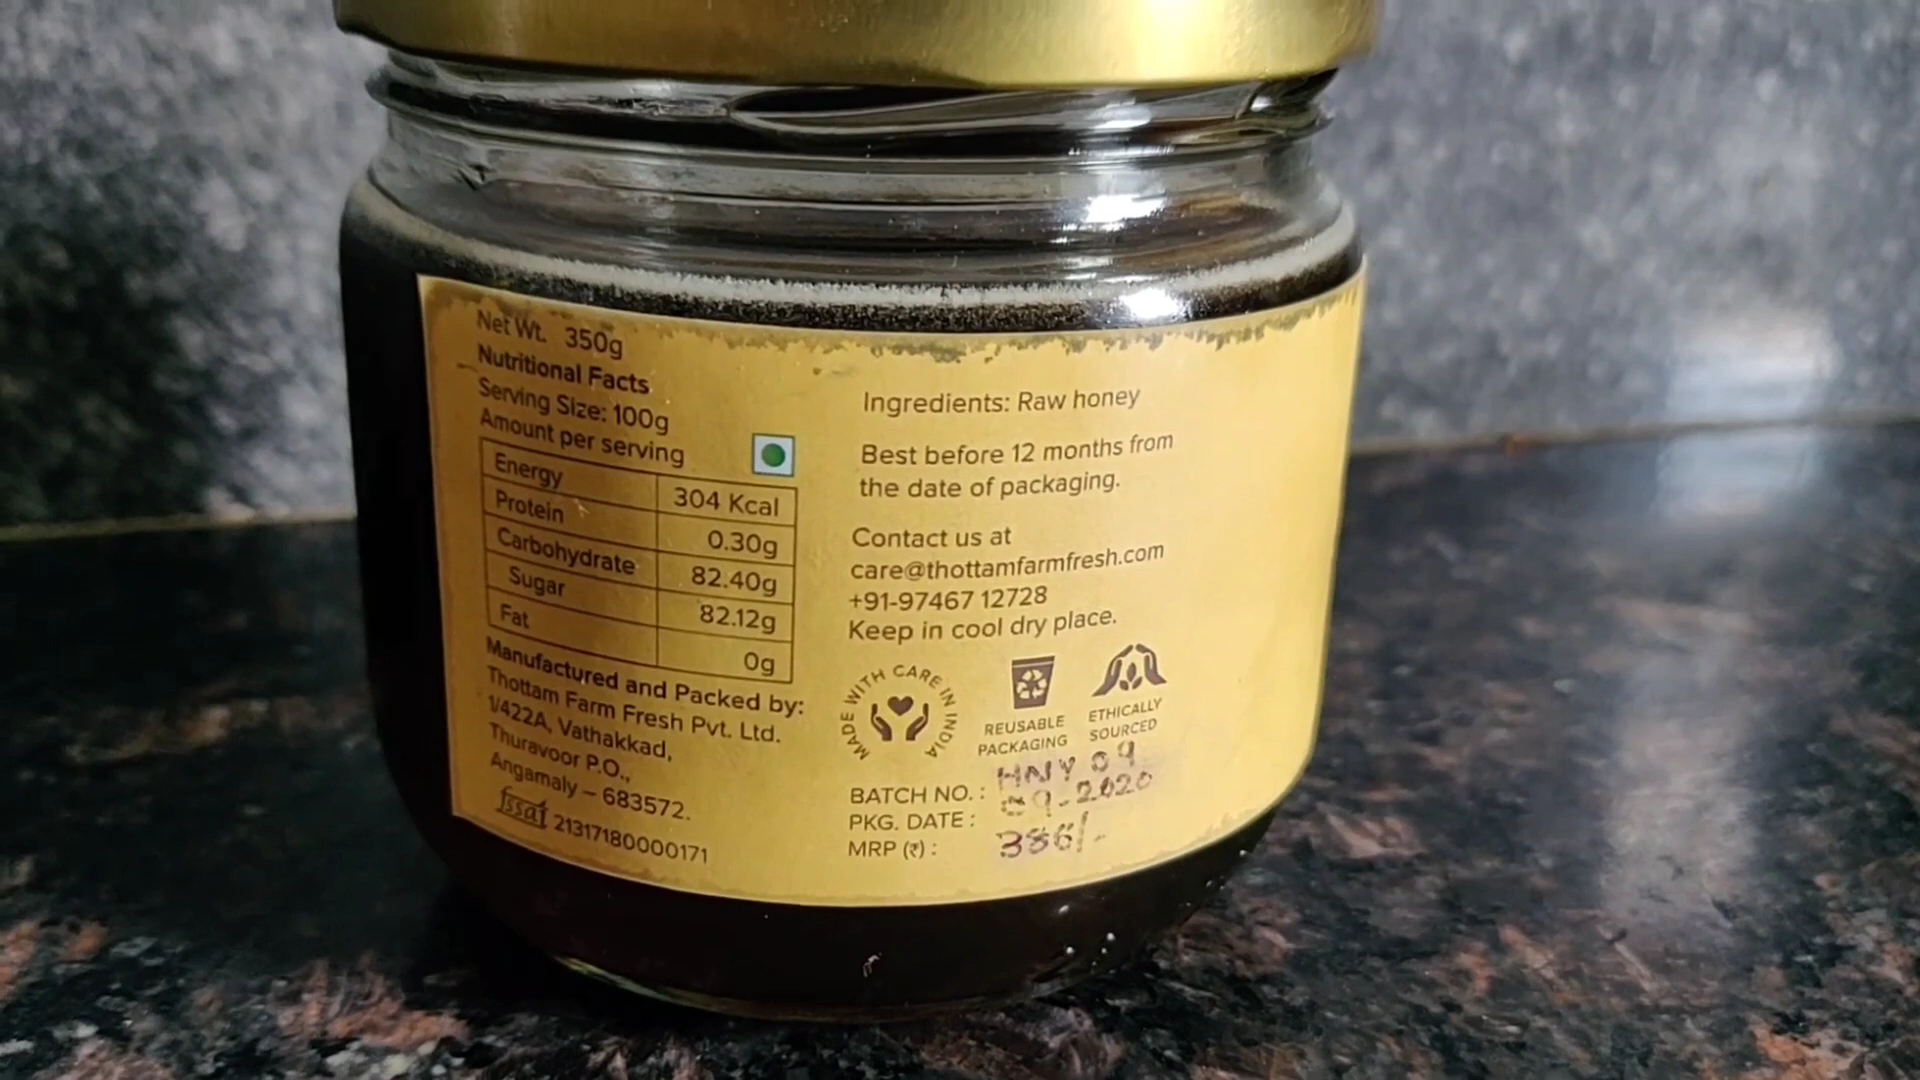 Net Wt. 350g
Nutritional Facts
Serving Size: 100g
Amount per serving
Energy 304 Kcal
Protein 0.30g
Carbohydrate 82.40g
Sugar 82.12g
Fat 0g
Manufactured and Packed by:
Thottam Farm Fresh Pvt. Ltd.
1/422A, Vathakkad,
Thuravoor P.O.,
Angamaly – 683572.
fssai 21317180000171
Ingredients: Raw honey
Best before 12 months from
the date of packaging.
Contact us at
care@thottamfarmfresh.com
+91-97467 12728
Keep in cool dry place.
MADE WITH CARE IN INDIA
REUSABLE
PACKAGING
ETHICALLY
SOURCED
BATCH NO. : HNY 09
PKG. DATE : 09-2020
MRP (₹) :